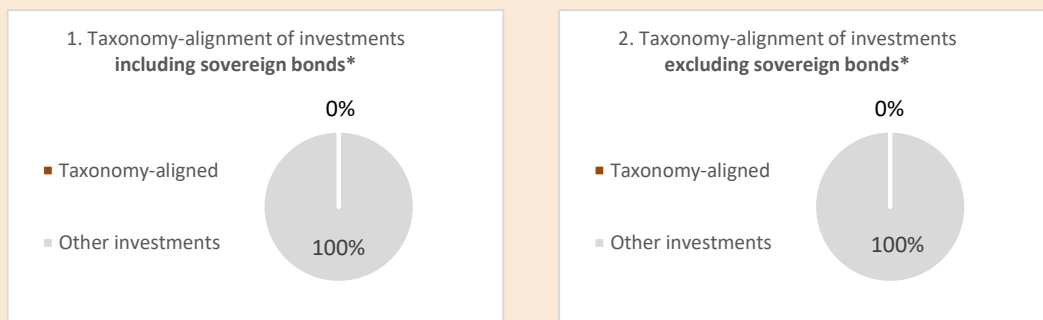 1. Taxonomy-alignment of investments
including sovereign bonds*
0%
Taxonomy-aligned
Other investments
100%
2. Taxonomy-alignment of investments
excluding sovereign bonds*
0%
Taxonomy-aligned
Other investments
100%